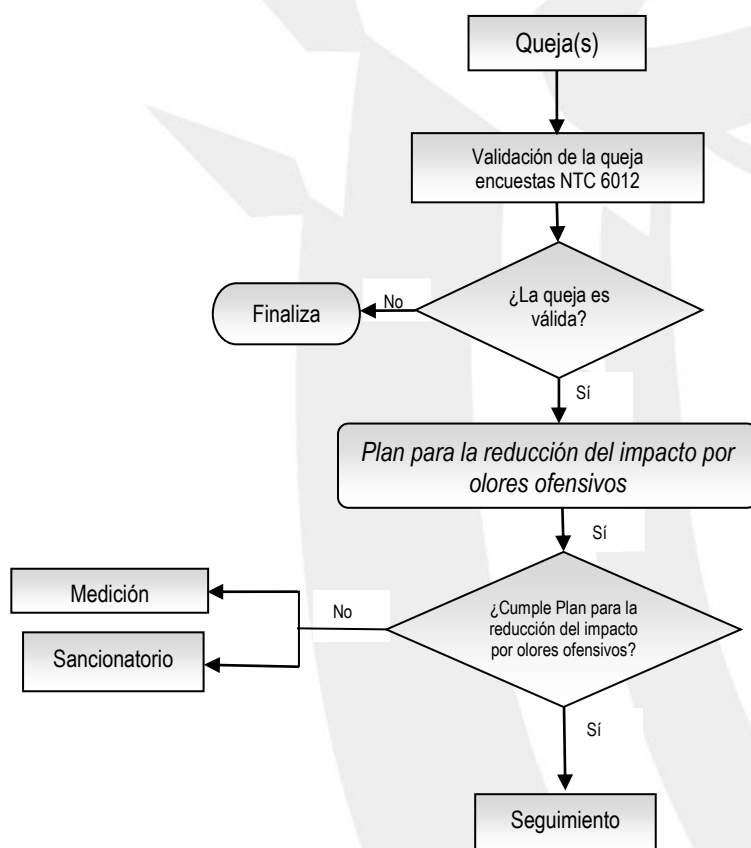 Queja(s)
Validación de la queja
encuestas NTC 6012
¿La queja es
válida?
No
Finaliza
Sí
Plan para la reducción del impacto por
olores ofensivos
Sí
¿Cumple Plan para la
reducción del impacto
por olores ofensivos?
No
Medición
Sancionatorio
Sí
Seguimiento